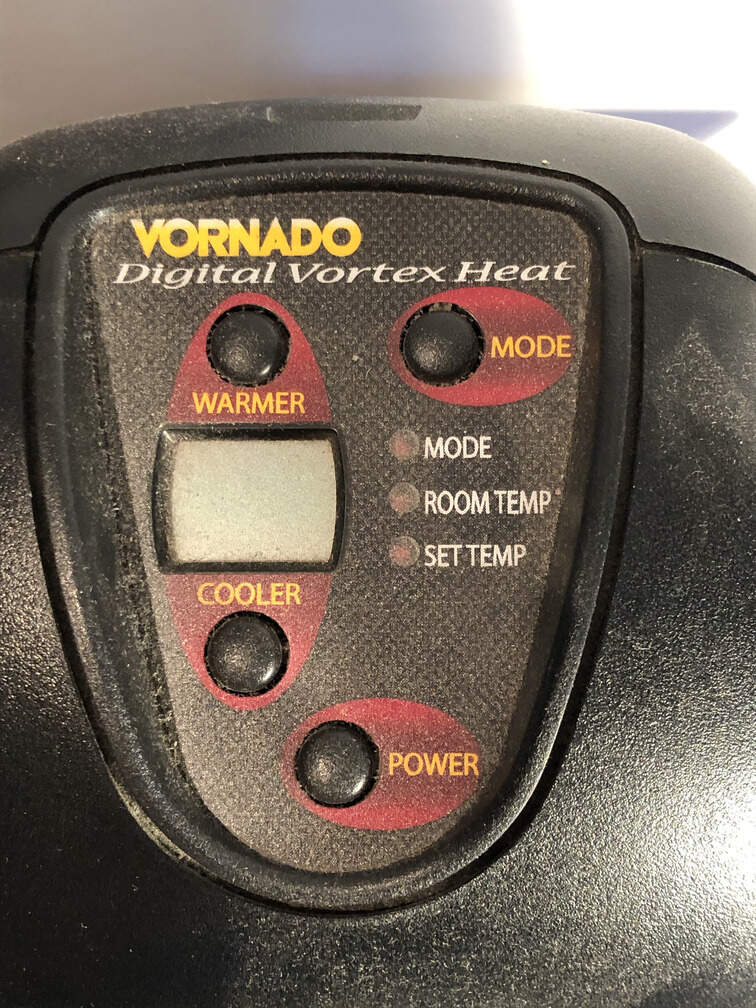 VORNADO
Digital Vortex Heat
WARMER
MODE
MODE
ROOM TEMP
SET TEMP
COOLER
POWER